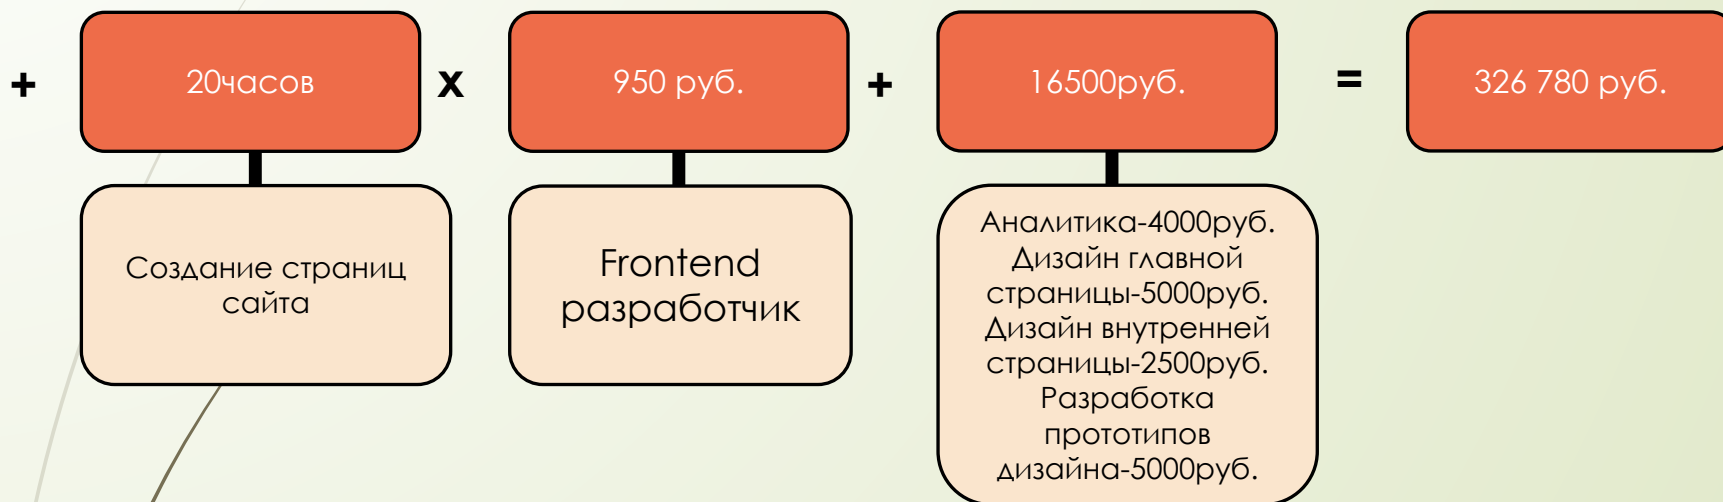 + 20часов x 950 руб. + 16500руб. = 326 780 руб.
Создание страниц
сайта
Frontend
разработчик
Аналитика-4000руб.
Дизайн главной
страницы-5000руб.
Дизайн внутренней
страницы-2500руб.
Разработка
прототипов
дизайна-5000руб.